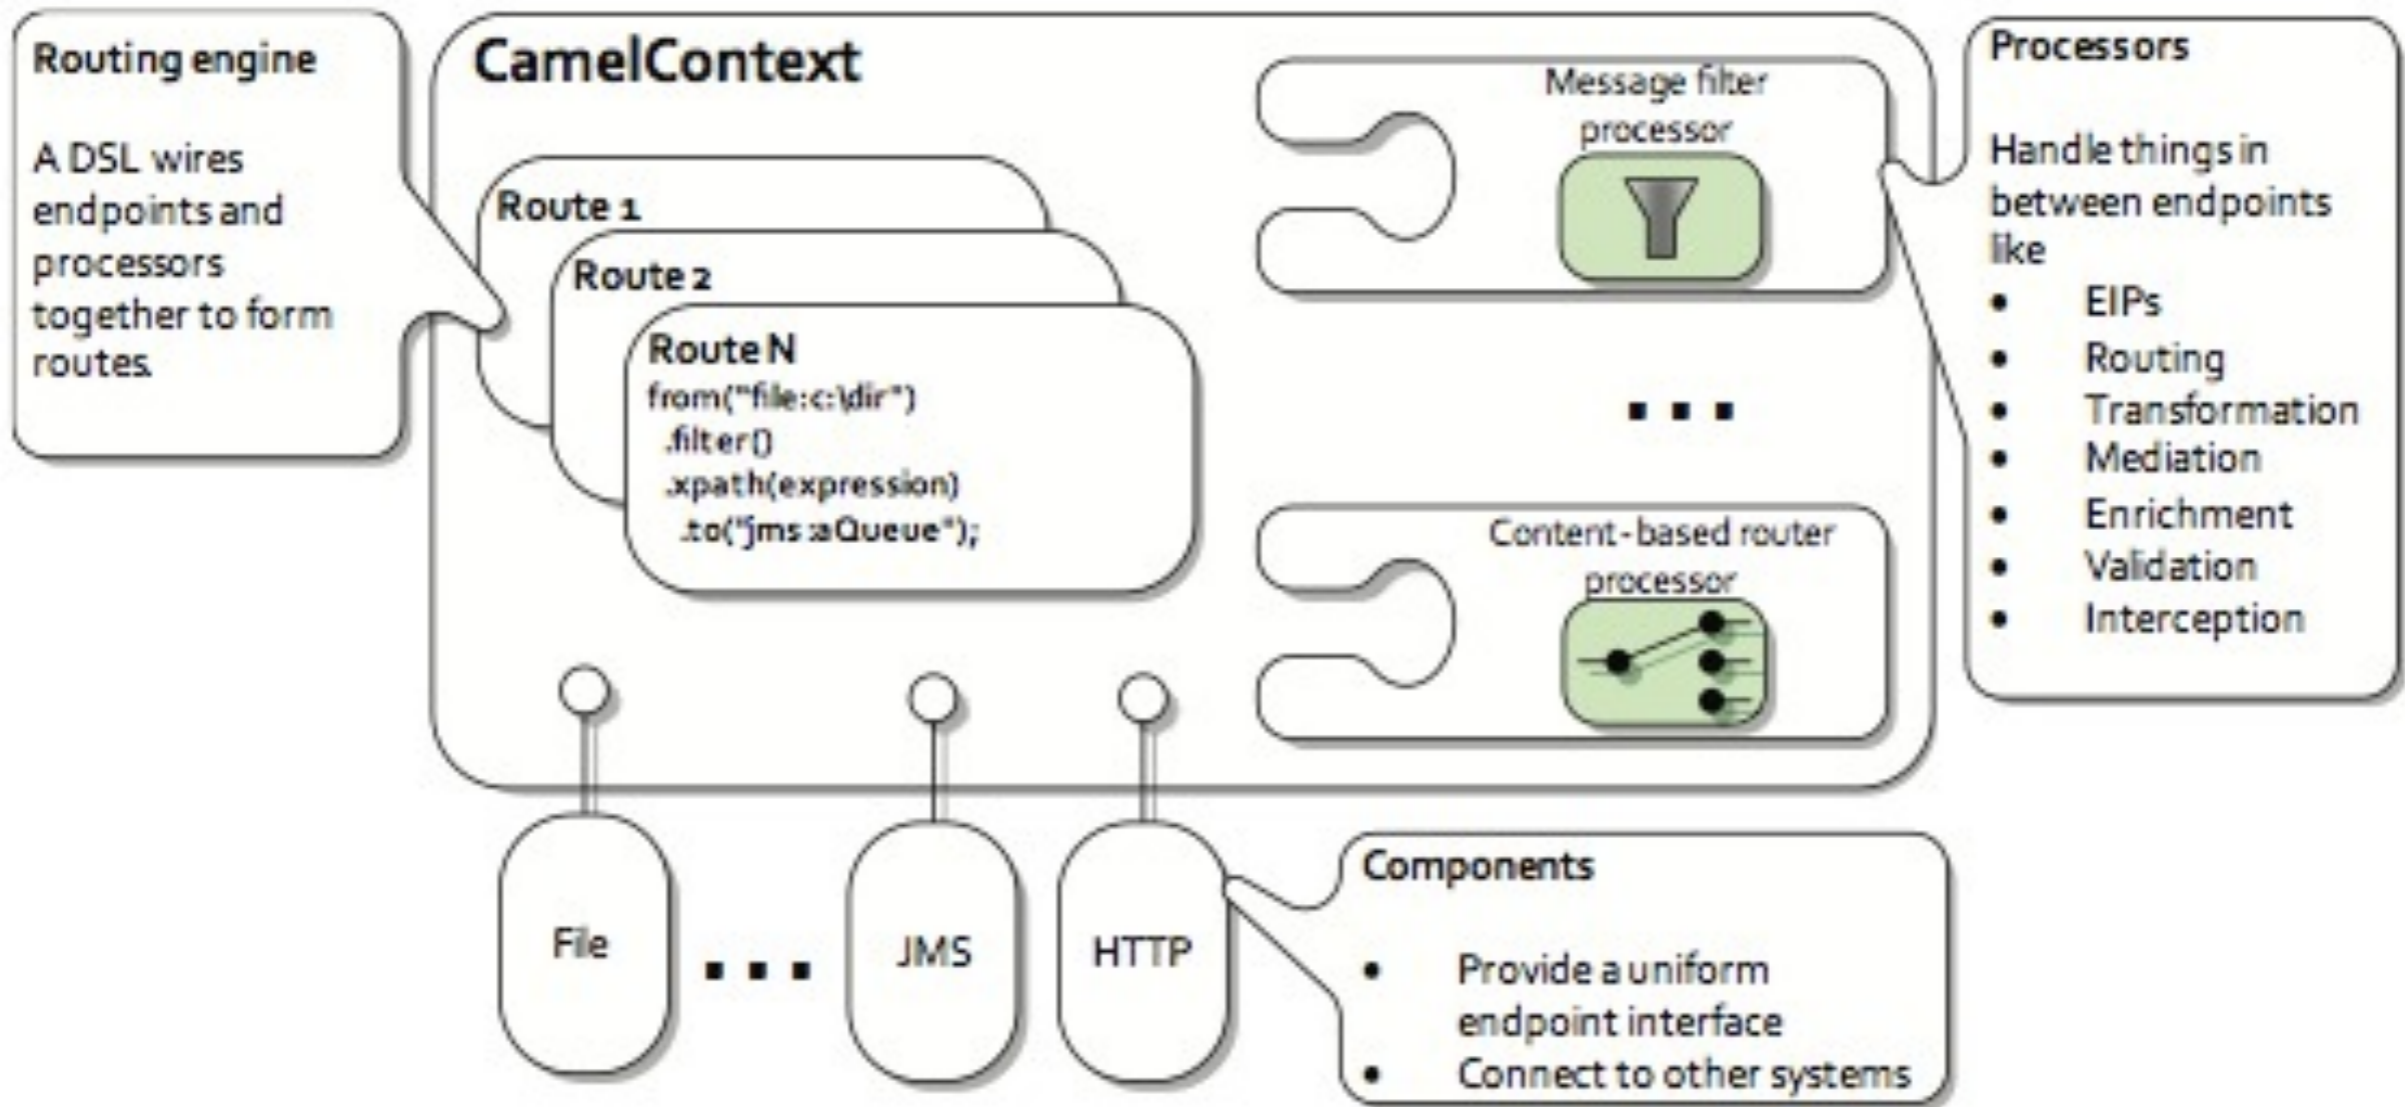 Routing engine
A DSL wires
endpoints and
processors
together to form
routes.
CamelContext
Route 1
Route 2
Route N
from("file:c:\dir")
.filter()
.xpath(expression)
.to("jms:aQueue");
Message filter
processor
...
Content-based router
processor
Processors
Handle things in
between endpoints
like
• EIPs
• Routing
• Transformation
• Mediation
• Enrichment
• Validation
• Interception
File
...
JMS
HTTP
Components
• Provide a uniform
endpoint interface
• Connect to other systems